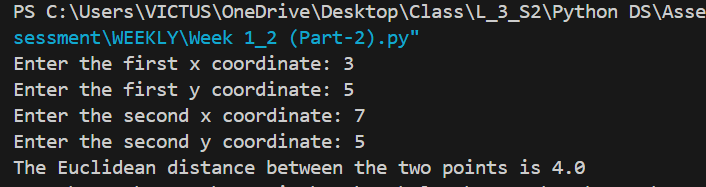 PS C:\Users\VICTUS\OneDrive\Desktop\Class\L_3_S2\Python DS\Asse
sessment\WEEKLY\Week 1_2 (Part-2).py"
Enter the first x coordinate: 3
Enter the first y coordinate: 5
Enter the second x coordinate: 7
Enter the second y coordinate: 5
The Euclidean distance between the two points is 4.0